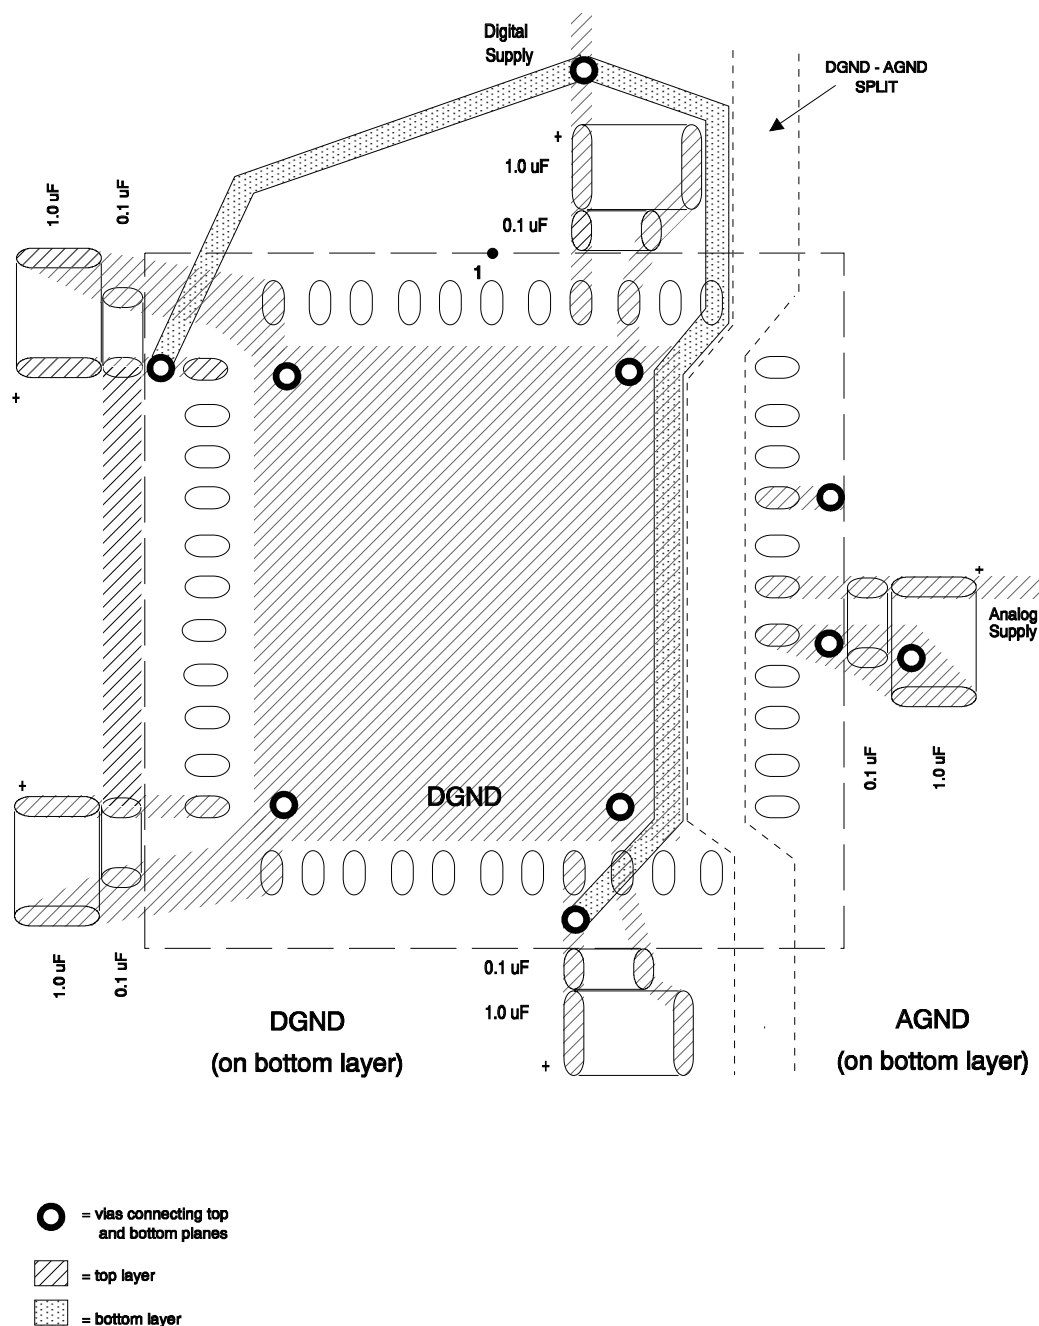 Digital
Supply
DGND - AGND
SPLIT
+
1.0 uF
1.0 uF
0.1 uF
0.1 uF
1
+
+
Analog
Supply
+
DGND
0.1 uF
1.0 uF
1.0 uF
0.1 uF
0.1 uF
1.0 uF
+
DGND
(on bottom layer)
AGND
(on bottom layer)
= vias connecting top
and bottom planes
= top layer
= bottom layer